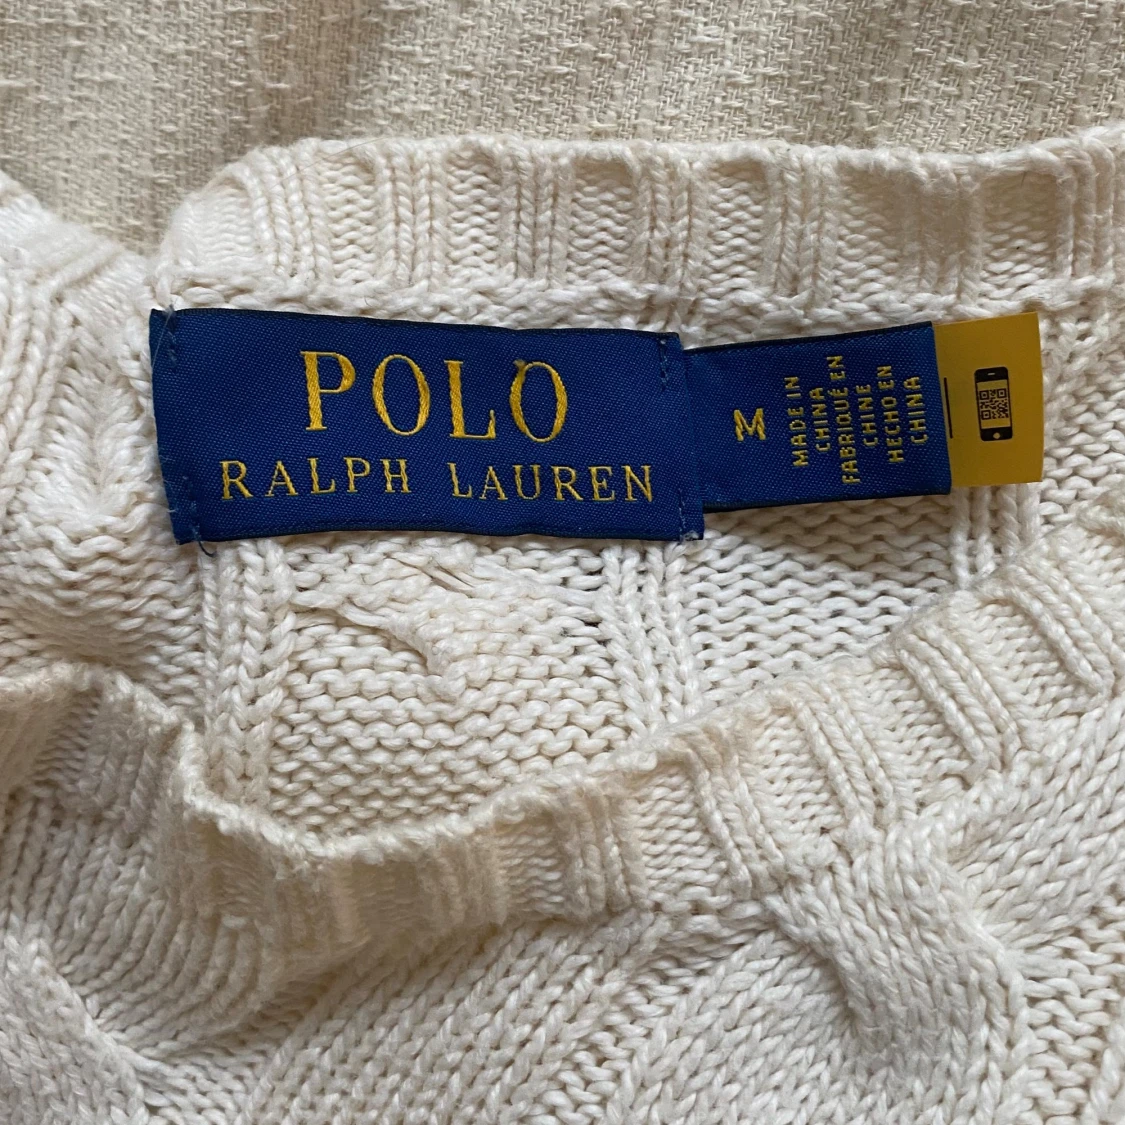 POLO
RALPH LAUREN
M
MADE IN
CHINA
FABRIQUÉ EN
CHINE
HECHO EN
CHINA